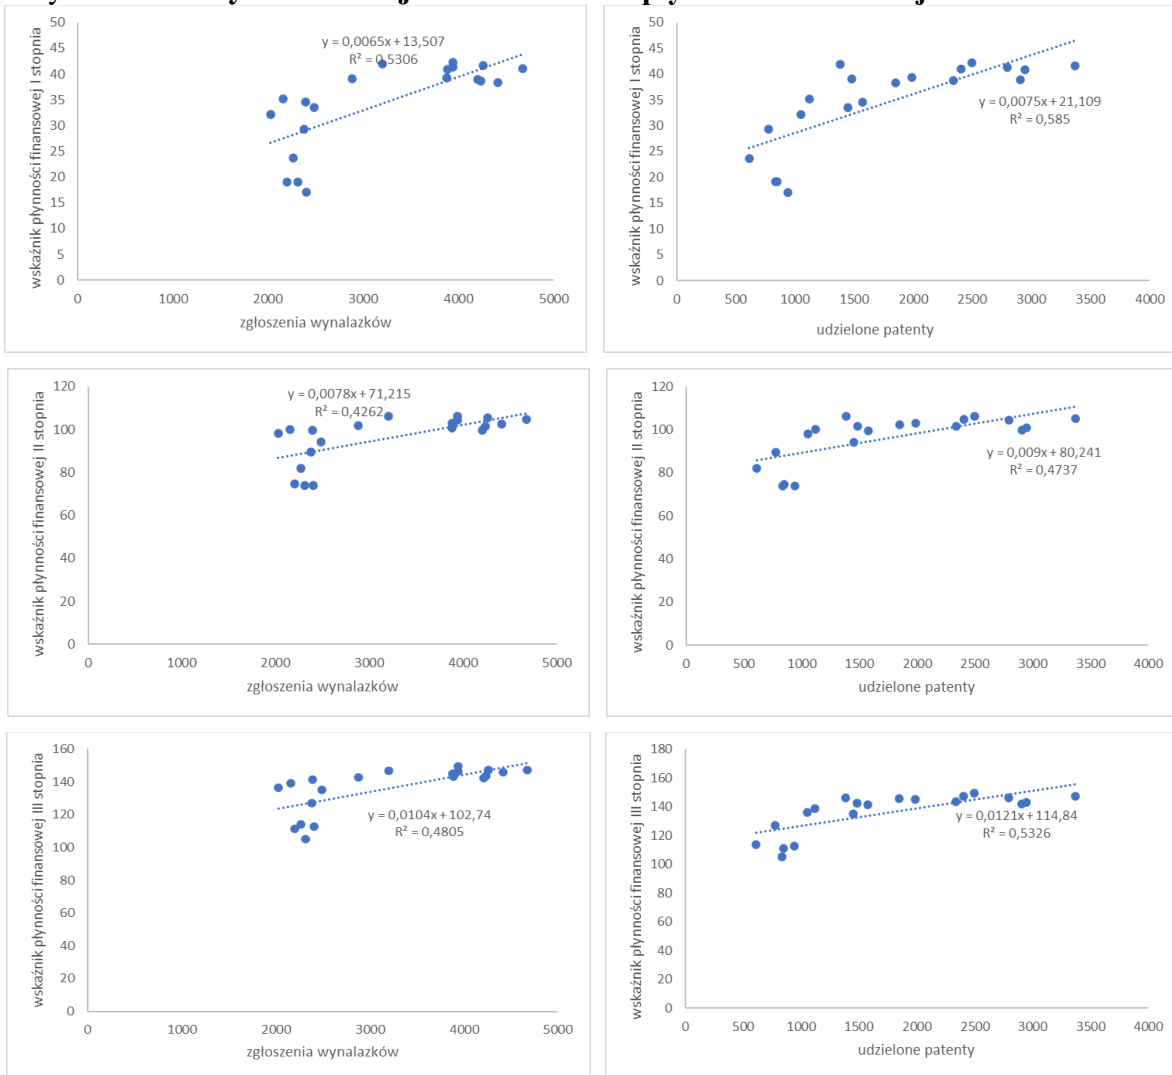 wskaźnik płynności finansowej I stopnia
50
45
40
35
30
25
20
15
10
5
0
y = 0,0065x + 13,507
R² = 0,5306
0 1000 2000 3000 4000 5000
zgłoszenia wynalazków
wskaźnik płynności finansowej I stopnia
50
45
40
35
30
25
20
15
10
5
0
y = 0,0075x + 21,109
R² = 0,585
0 500 1000 1500 2000 2500 3000 3500 4000
udzielone patenty
wskaźnik płynności finansowej II stopnia
120
100
80
60
40
20
0
y = 0,0078x + 71,215
R² = 0,4262
0 1000 2000 3000 4000 5000
zgłoszenia wynalazków
wskaźnik płynności finansowej II stopnia
120
100
80
60
40
20
0
y = 0,009x + 80,241
R² = 0,4737
0 500 1000 1500 2000 2500 3000 3500 4000
udzielone patenty
wskaźnik płynności finansowej III stopnia
160
140
120
100
80
60
40
20
0
y = 0,0104x + 102,74
R² = 0,4805
0 1000 2000 3000 4000 5000
zgłoszenia wynalazków
wskaźnik płynności finansowej III stopnia
180
160
140
120
100
80
60
40
20
0
y = 0,0121x + 114,84
R² = 0,5326
0 500 1000 1500 2000 2500 3000 3500 4000
udzielone patenty